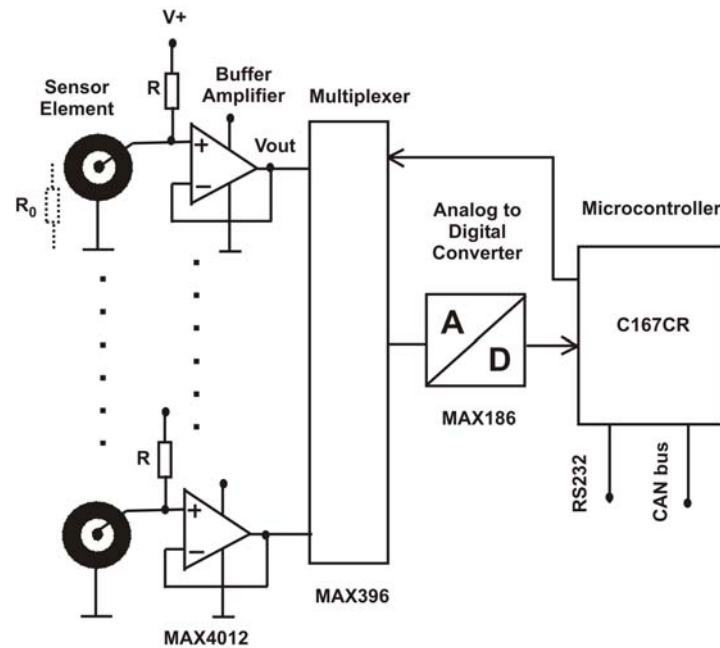 V+
R
Sensor
Element
Buffer
Amplifier
Vout
Multiplexer
R0
+
−
Analog to
Digital
Converter
Microcontroller
A
D
C167CR
MAX186
R
+
−
RS232
CAN bus
MAX396
MAX4012